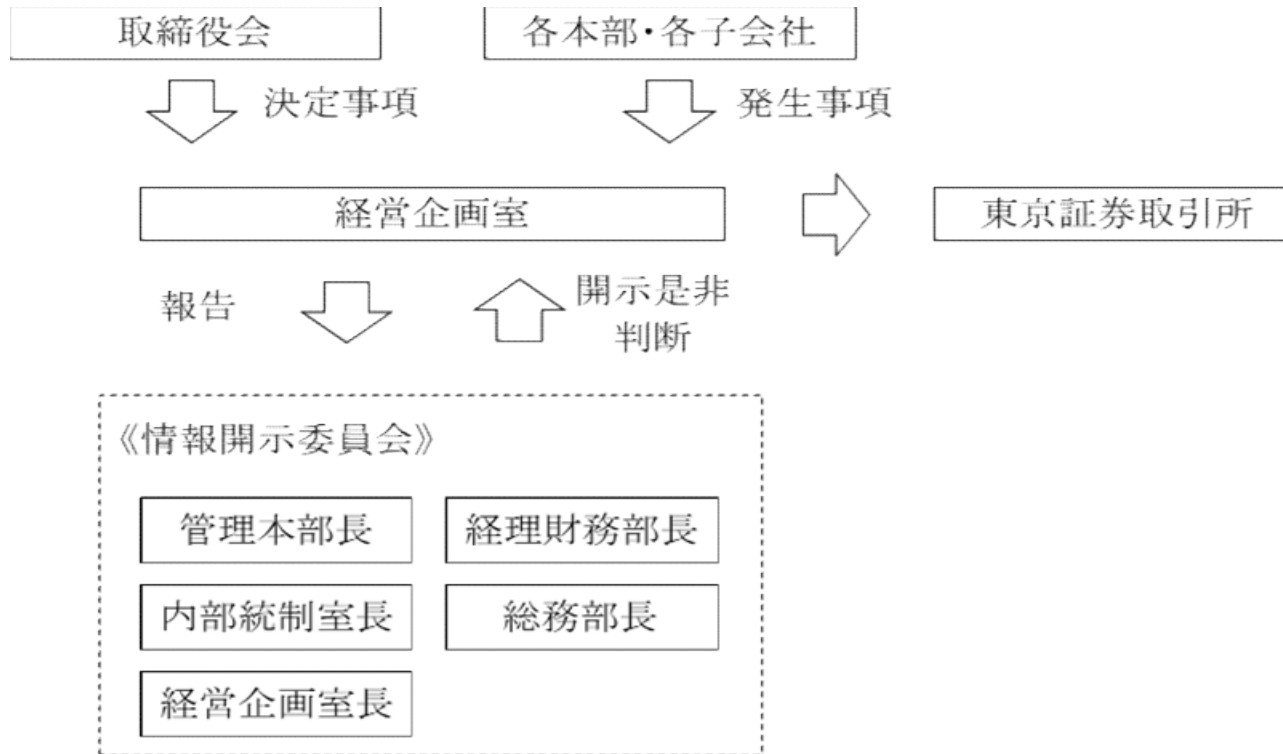 取締役会
各本部・各子会社
決定事項
発生事項
経営企画室
東京証券取引所
報告
開示是非
判断
《情報開示委員会》
管理本部長
経理財務部長
内部統制室長
総務部長
経営企画室長